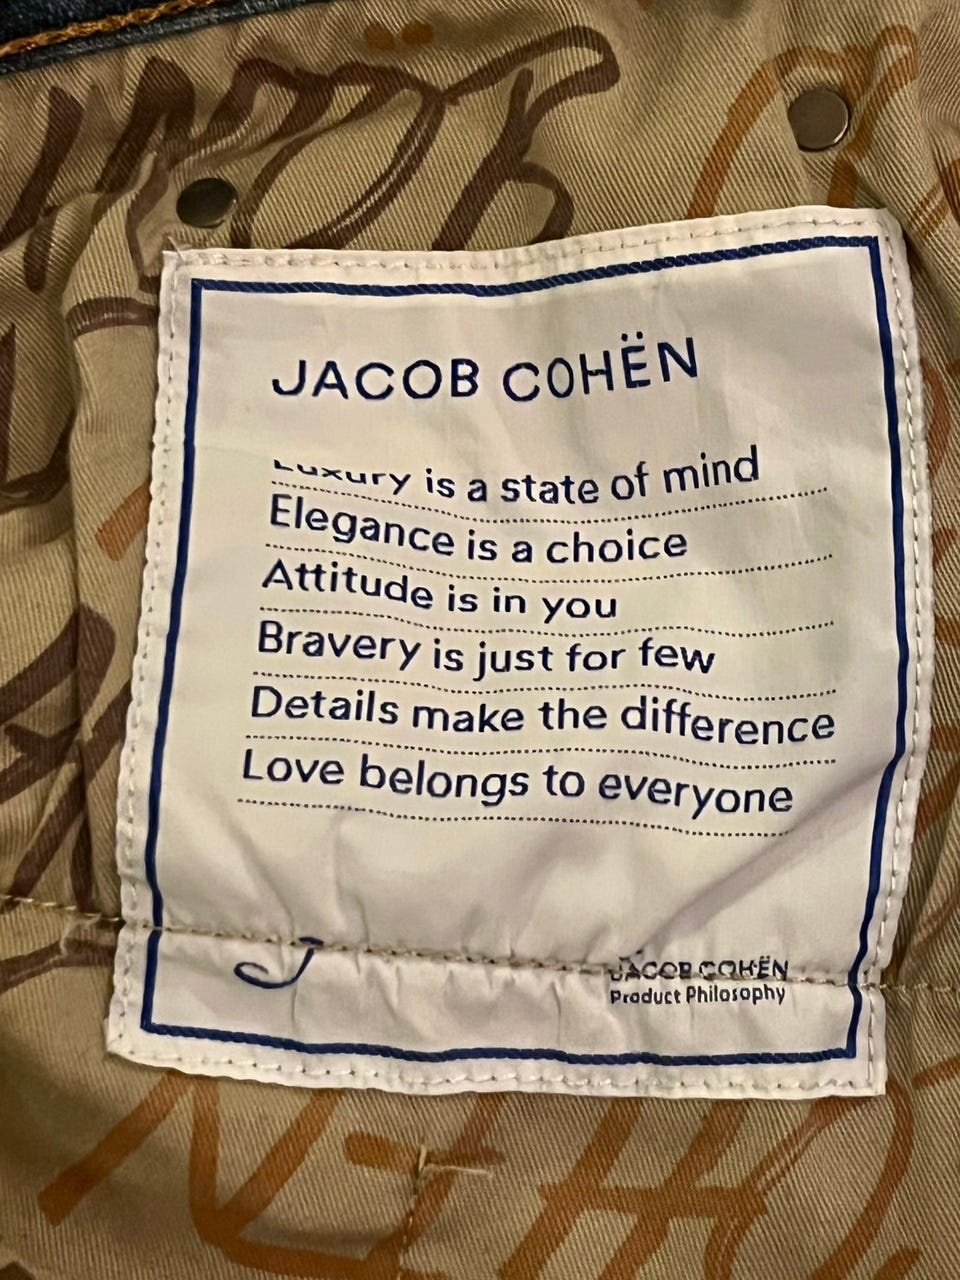 JACOB COHËN
Luxury is a state of mind
Elegance is a choice
Attitude is in you
Bravery is just for few
Details make the difference
Love belongs to everyone
J
JACOB COHËN
Product Philosophy